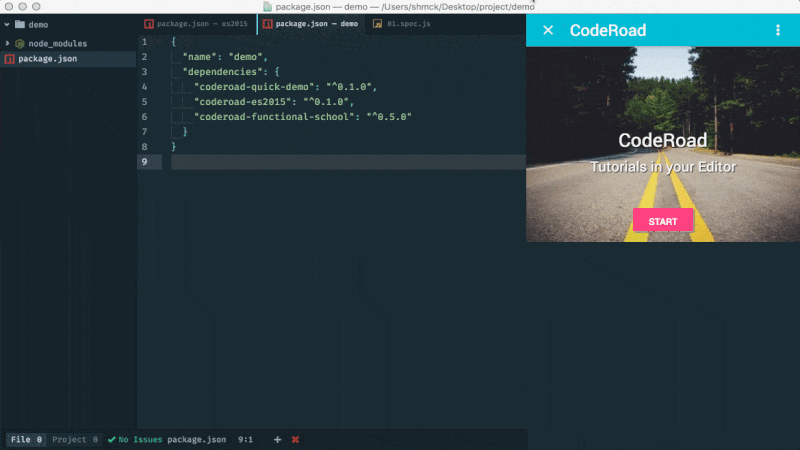 package.json — demo — /Users/shmck/Desktop/project/demo
demo
node_modules
package.json
package.json — es2015
package.json — demo
01.spec.js
1 {
2 "name": "demo",
3 "dependencies": {
4 "coderoad-quick-demo": "^0.1.0",
5 "coderoad-es2015": "^0.1.0",
6 "coderoad-functional-school": "^0.5.0"
7 }
8 }
9
CodeRoad
CodeRoad
Tutorials in your Editor
START
File 0 Project 0 No Issues package.json 9:1